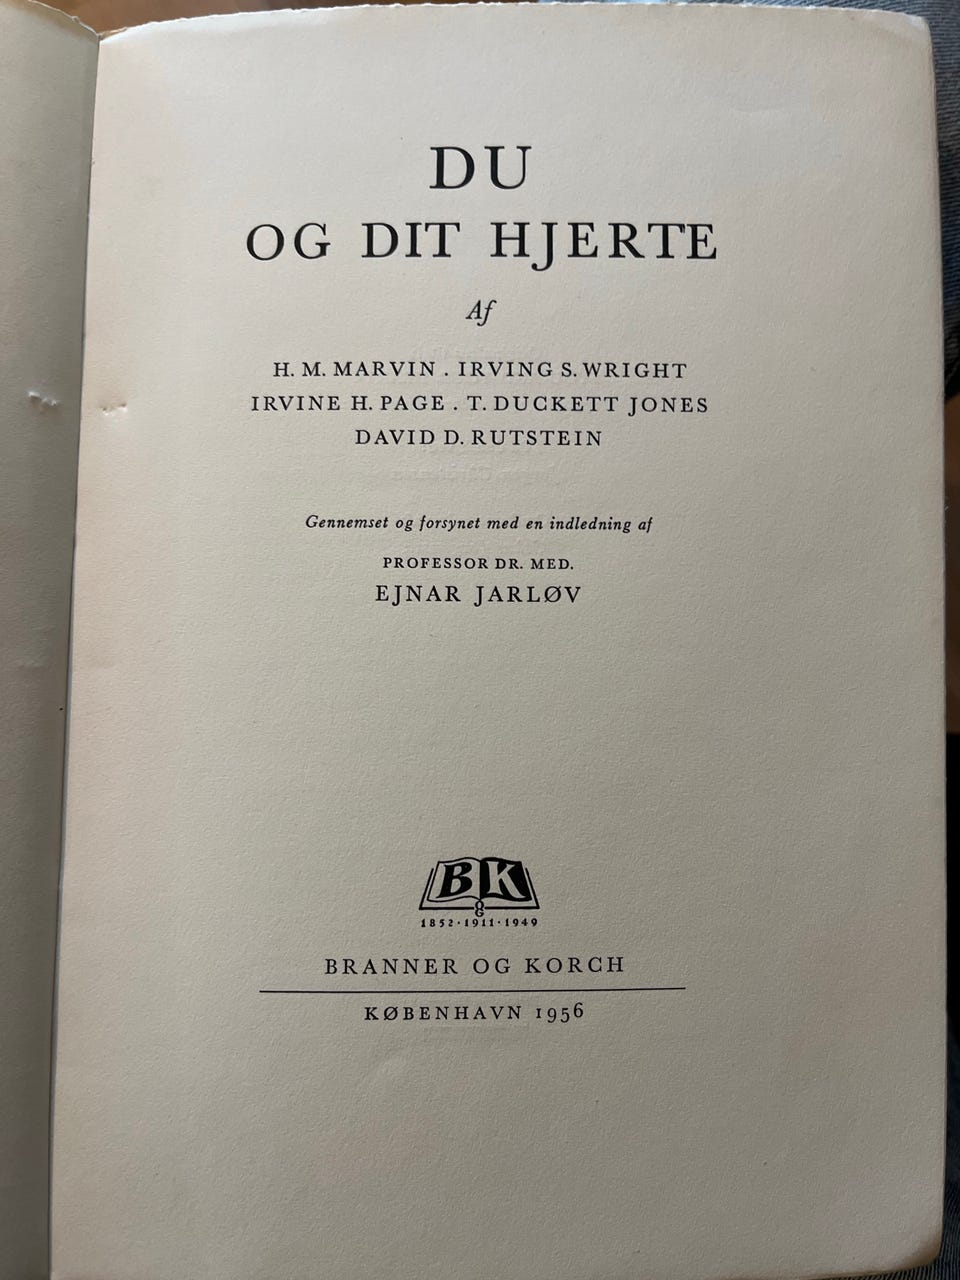 DU
OG DIT HJERTE
Af
H. M. MARVIN . IRVING S. WRIGHT
IRVINE H. PAGE . T. DUCKETT JONES
DAVID D. RUTSTEIN
Gennemset og forsynet med en indledning af
PROFESSOR DR. MED.
EJNAR JARLØV
B OG K
1852·1911·1949
BRANNER OG KORCH
KØBENHAVN 1956